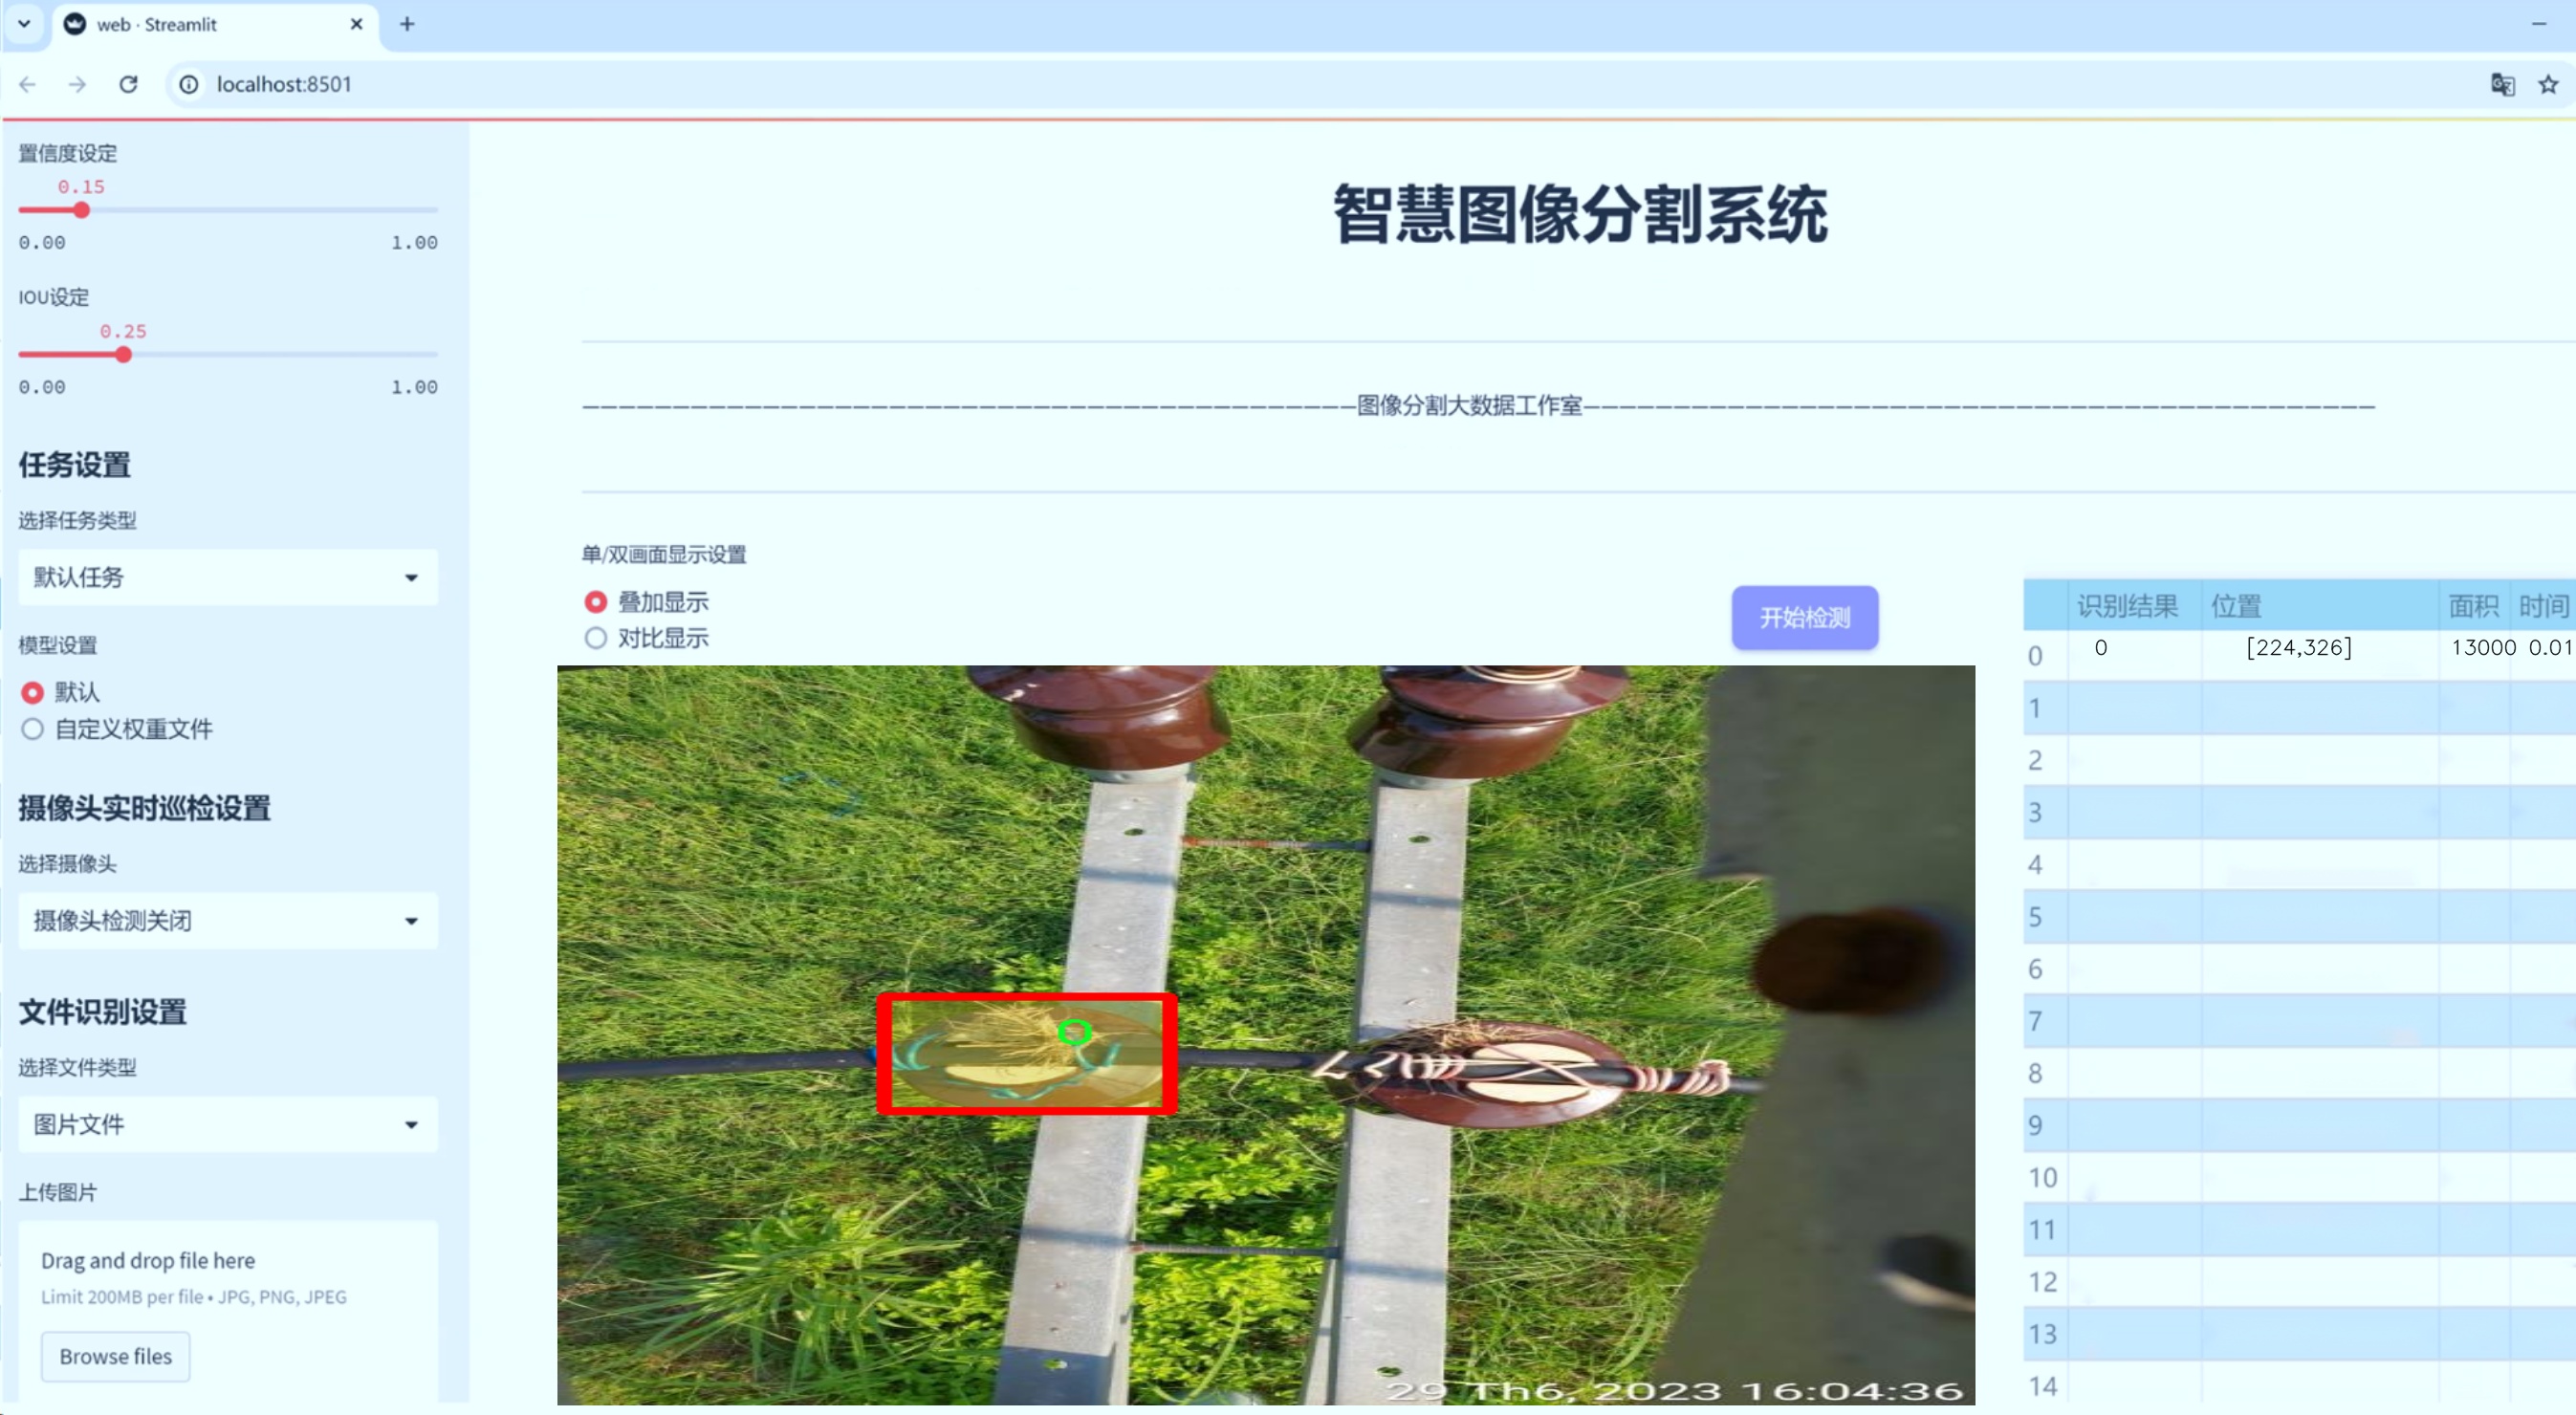 web · Streamlit
localhost:8501
置信度设定
0.15
0.00 1.00
IOU设定
0.25
0.00 1.00
任务设置
选择任务类型
默认任务
模型设置
默认
自定义权重文件
摄像头实时巡检设置
选择摄像头
摄像头检测关闭
文件识别设置
选择文件类型
图片文件
上传图片
Drag and drop file here
Limit 200MB per file • JPG, PNG, JPEG
Browse files
智慧图像分割系统
图像分割大数据工作室
单/双画面显示设置
叠加显示
对比显示
开始检测
29 Th6, 2023 16:04:36
识别结果 位置 面积 时间
0 0 [224,326] 13000 0.01
1
2
3
4
5
6
7
8
9
10
11
12
13
14